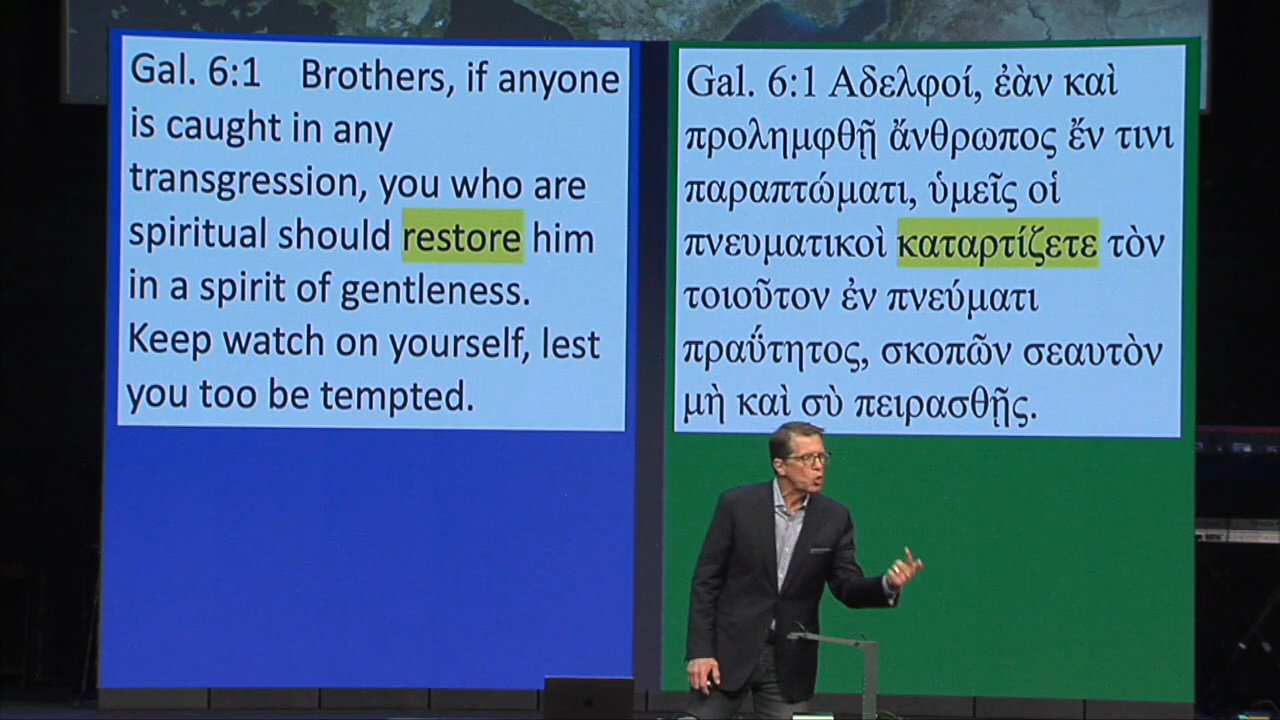 Gal. 6:1 Brothers, if anyone
is caught in any
transgression, you who are
spiritual should restore him
in a spirit of gentleness.
Keep watch on yourself, lest
you too be tempted.
Gal. 6:1 Αδελφοί, ἐὰν καὶ
προλημφθῇ ἄνθρωπος ἔν τινι
παραπτώματι, ὑμεῖς οἱ
πνευματικοὶ καταρτίζετε τὸν
τοιοῦτον ἐν πνεύματι
πραΰτητος, σκοπῶν σεαυτὸν
μὴ καὶ σὺ πειρασθῇς.